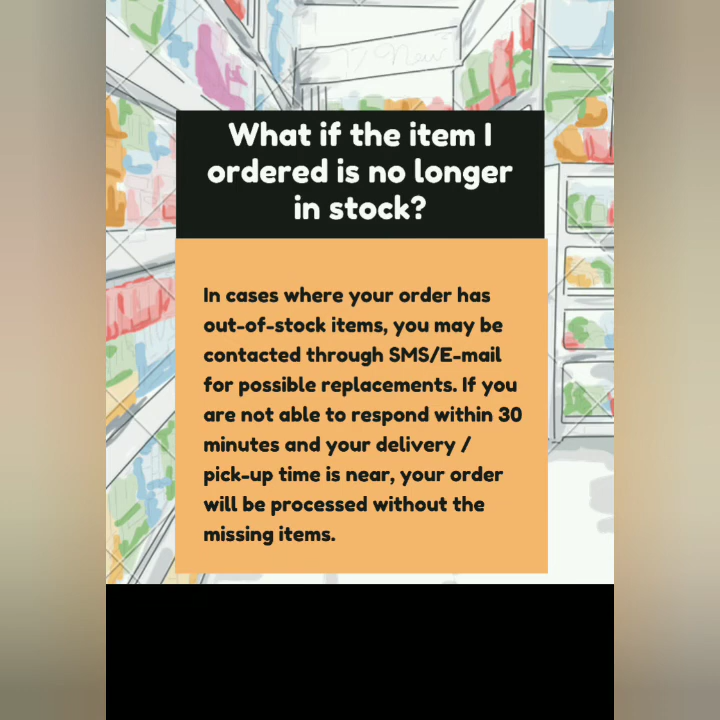 What if the item I
ordered is no longer
in stock?
In cases where your order has
out-of-stock items, you may be
contacted through SMS/E-mail
for possible replacements. If you
are not able to respond within 30
minutes and your delivery /
pick-up time is near, your order
will be processed without the
missing items.